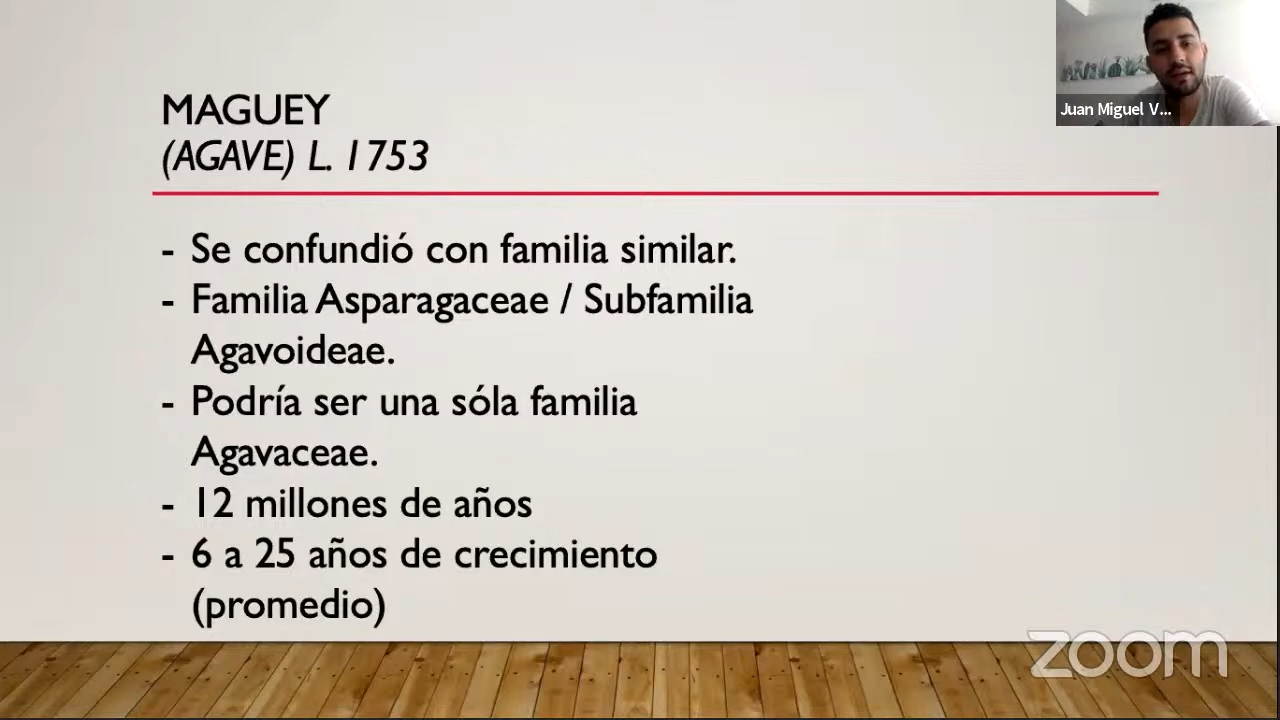 MAGUEY
(AGAVE) L. 1753
- Se confundió con familia similar.
- Familia Asparagaceae / Subfamilia
Agavoideae.
- Podría ser una sóla familia
Agavaceae.
- 12 millones de años
- 6 a 25 años de crecimiento
(promedio)
Juan Miguel V...
zoom